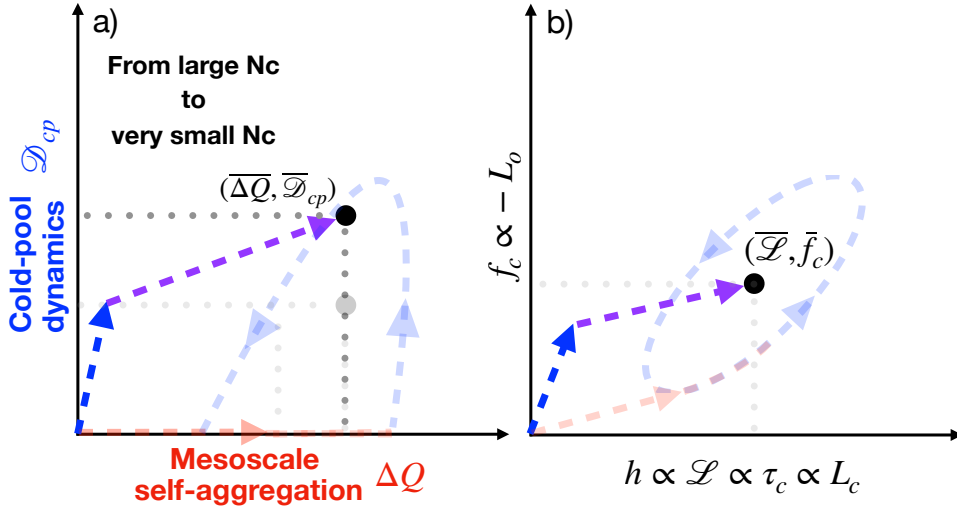 a)
From large Nc
to
very small Nc
𝒟cp
Cold-pool
dynamics
(ΔQ̅, 𝒟̅cp)
Mesoscale
self-aggregation ΔQ
b)
fc ∝ − Lo
(ℒ̅, f̄c)
h ∝ ℒ ∝ τc ∝ Lc